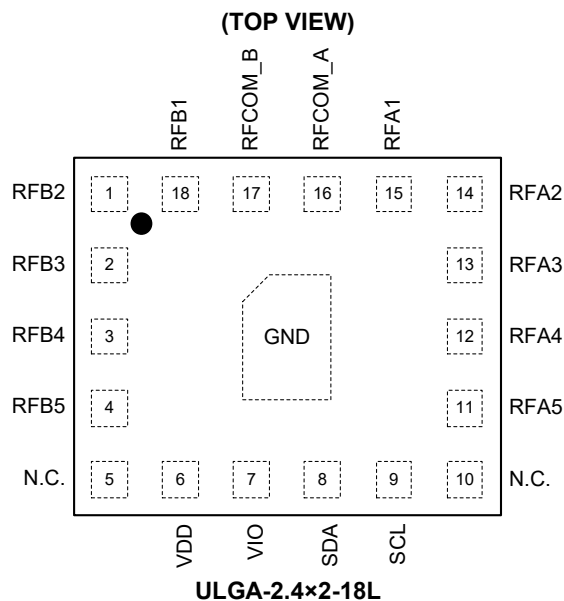 (TOP VIEW)
RFB1
RFCOM_B
RFCOM_A
RFA1
RFB2
1
18
17
16
15
14
RFA2
RFB3
2
13
RFA3
RFB4
3
GND
12
RFA4
RFB5
4
11
RFA5
N.C.
5
6
7
8
9
10
N.C.
VDD
VIO
SDA
SCL
ULGA-2.4×2-18L